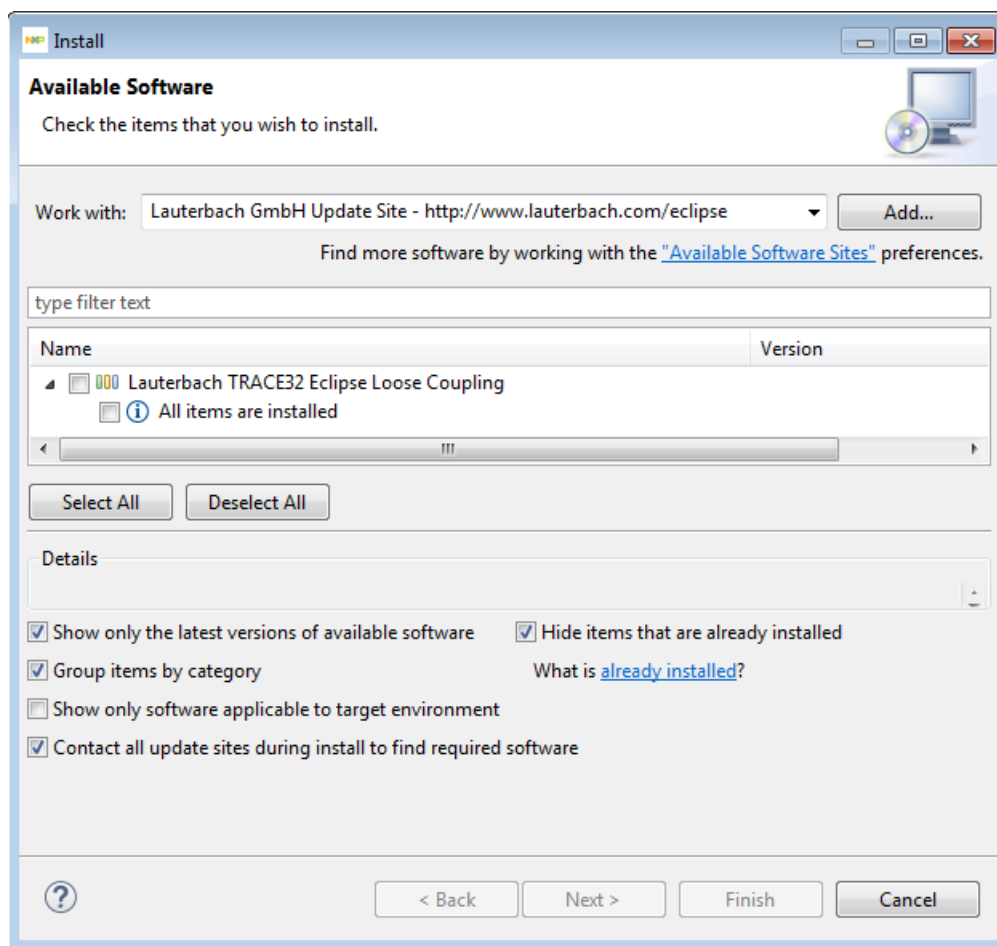 NXP Install
Available Software
Check the items that you wish to install.
Work with: Lauterbach GmbH Update Site - http://www.lauterbach.com/eclipse Add...
Find more software by working with the "Available Software Sites" preferences.
type filter text
Name Version
Lauterbach TRACE32 Eclipse Loose Coupling
All items are installed
Select All Deselect All
Details
Show only the latest versions of available software Hide items that are already installed
Group items by category What is already installed?
Show only software applicable to target environment
Contact all update sites during install to find required software
? < Back Next > Finish Cancel